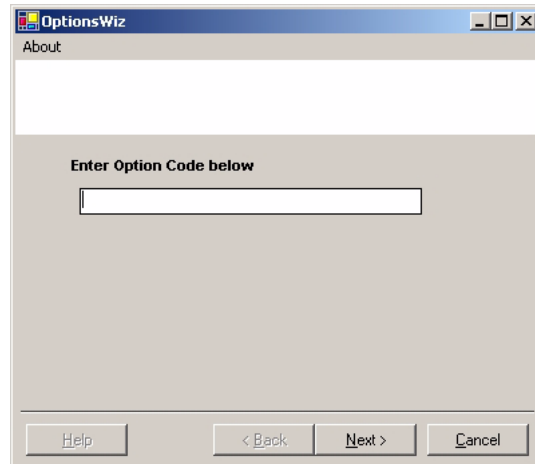 OptionsWiz
About
Enter Option Code below
Help
< Back
Next >
Cancel